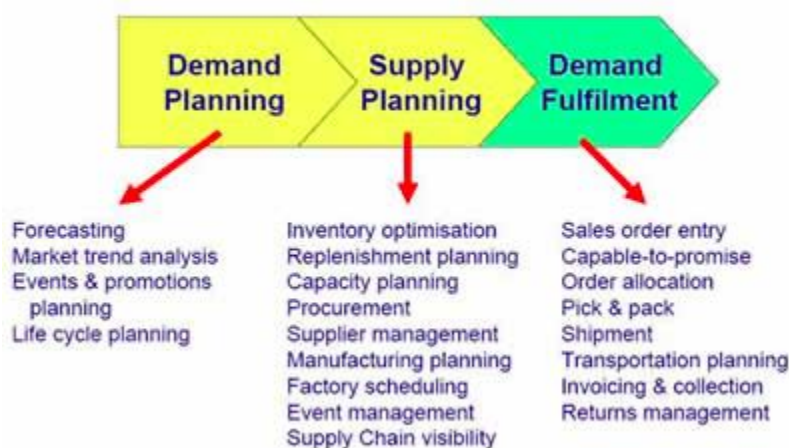 Demand
Planning
Supply
Planning
Demand
Fulfilment
Forecasting
Market trend analysis
Events & promotions
planning
Life cycle planning
Inventory optimisation
Replenishment planning
Capacity planning
Procurement
Supplier management
Manufacturing planning
Factory scheduling
Event management
Supply Chain visibility
Sales order entry
Capable-to-promise
Order allocation
Pick & pack
Shipment
Transportation planning
Invoicing & collection
Returns management